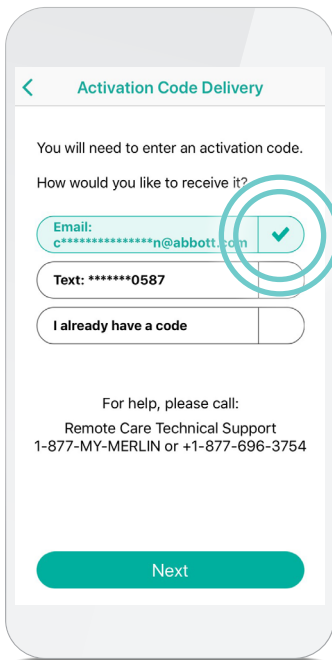 Activation Code Delivery
You will need to enter an activation code.
How would you like to receive it?
Email:
c***************n@abbott.com
Text: *******0587
I already have a code
For help, please call:
Remote Care Technical Support
1-877-MY-MERLIN or +1-877-696-3754
Next